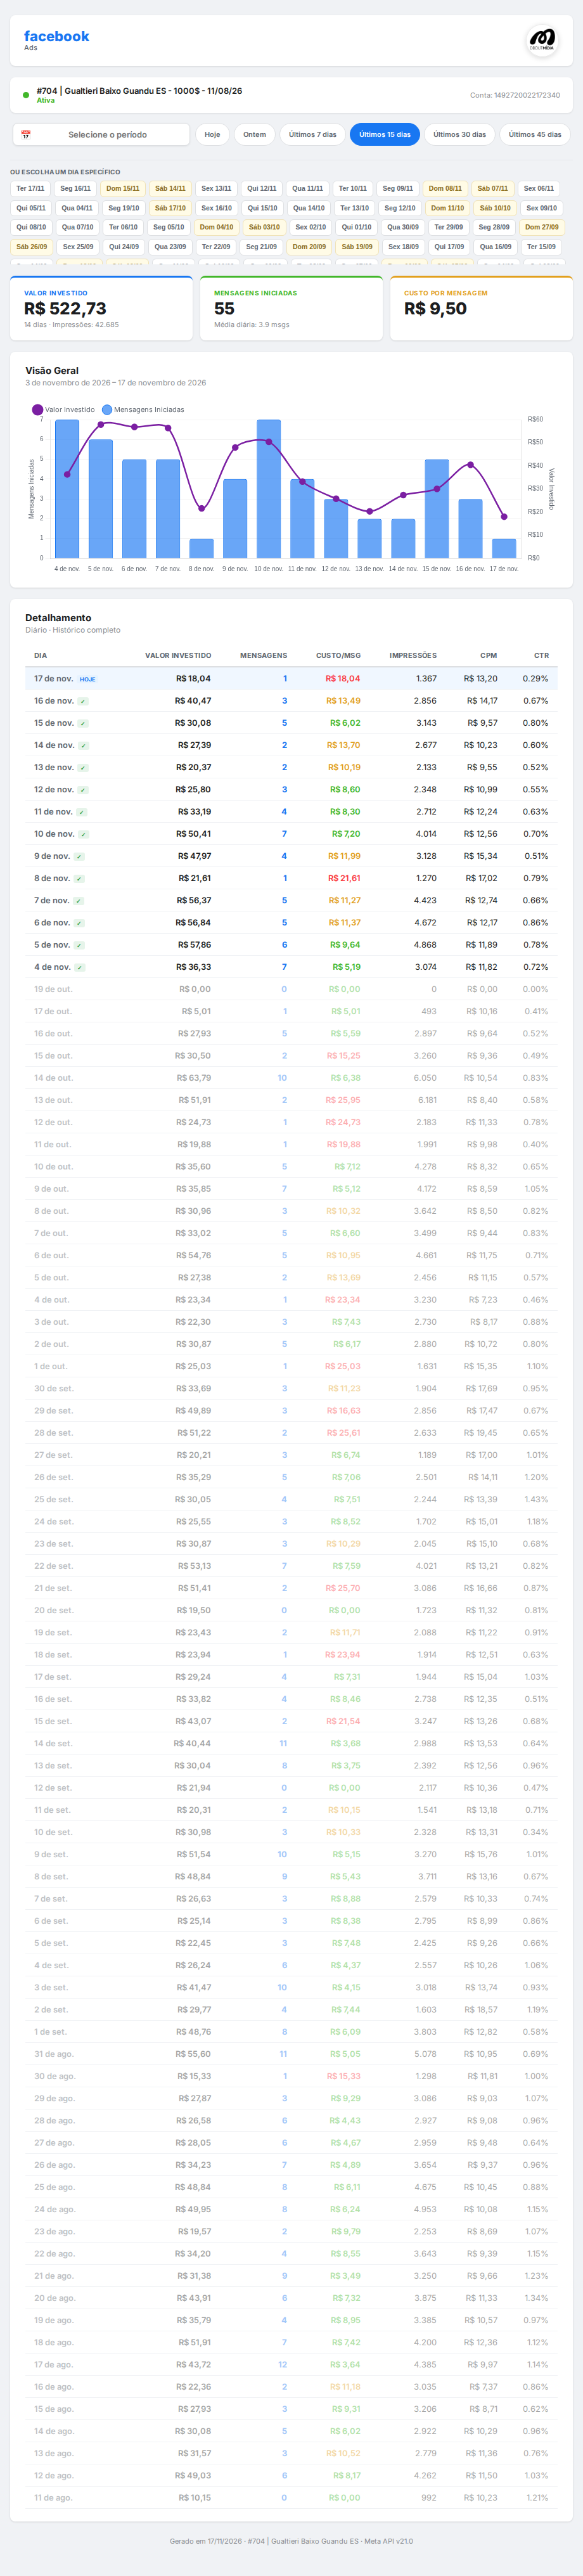 facebook
Ads
#704 | Gualtieri Baixo Guandu ES - 1000$ - 11/08/26
Ativa
Conta: 1492720022172340
Selecione o período
Hoje
Ontem
Últimos 7 dias
Últimos 15 dias
Últimos 30 dias
Últimos 45 dias
OU ESCOLHA UM DIA ESPECÍFICO
Ter 17/11 Seg 16/11 Dom 15/11 Sáb 14/11 Sex 13/11 Qui 12/11 Qua 11/11 Ter 10/11 Seg 09/11 Dom 08/11 Sáb 07/11 Sex 06/11
Qui 05/11 Qua 04/11 Seg 19/10 Sáb 17/10 Sex 16/10 Qui 15/10 Qua 14/10 Ter 13/10 Seg 12/10 Dom 11/10 Sáb 10/10 Sex 09/10
Qui 08/10 Qua 07/10 Ter 06/10 Seg 05/10 Dom 04/10 Sáb 03/10 Sex 02/10 Qui 01/10 Qua 30/09 Ter 29/09 Seg 28/09 Dom 27/09
Sáb 26/09 Sex 25/09 Qui 24/09 Qua 23/09 Ter 22/09 Seg 21/09 Dom 20/09 Sáb 19/09 Sex 18/09 Qui 17/09 Qua 16/09 Ter 15/09
VALOR INVESTIDO
R$ 522,73
14 dias · Impressões: 42.685
MENSAGENS INICIADAS
55
Média diária: 3.9 msgs
CUSTO POR MENSAGEM
R$ 9,50
Visão Geral
3 de novembro de 2026 – 17 de novembro de 2026
Valor Investido Mensagens Iniciadas
Mensagens Iniciadas
7
6
5
4
3
2
1
0
R$60
R$50
R$40
R$30
R$20
R$10
R$0
Valor Investido
4 de nov. 5 de nov. 6 de nov. 7 de nov. 8 de nov. 9 de nov. 10 de nov. 11 de nov. 12 de nov. 13 de nov. 14 de nov. 15 de nov. 16 de nov. 17 de nov.
Detalhamento
Diário · Histórico completo
DIA VALOR INVESTIDO MENSAGENS CUSTO/MSG IMPRESSÕES CPM CTR
17 de nov. HOJE R$ 18,04 1 R$ 18,04 1.367 R$ 13,20 0.29%
16 de nov. ✓ R$ 40,47 3 R$ 13,49 2.856 R$ 14,17 0.67%
15 de nov. ✓ R$ 30,08 5 R$ 6,02 3.143 R$ 9,57 0.80%
14 de nov. ✓ R$ 27,39 2 R$ 13,70 2.677 R$ 10,23 0.60%
13 de nov. ✓ R$ 20,37 2 R$ 10,19 2.133 R$ 9,55 0.52%
12 de nov. ✓ R$ 25,80 3 R$ 8,60 2.348 R$ 10,99 0.55%
11 de nov. ✓ R$ 33,19 4 R$ 8,30 2.712 R$ 12,24 0.63%
10 de nov. ✓ R$ 50,41 7 R$ 7,20 4.014 R$ 12,56 0.70%
9 de nov. ✓ R$ 47,97 4 R$ 11,99 3.128 R$ 15,34 0.51%
8 de nov. ✓ R$ 21,61 1 R$ 21,61 1.270 R$ 17,02 0.79%
7 de nov. ✓ R$ 56,37 5 R$ 11,27 4.423 R$ 12,74 0.66%
6 de nov. ✓ R$ 56,84 5 R$ 11,37 4.672 R$ 12,17 0.86%
5 de nov. ✓ R$ 57,86 6 R$ 9,64 4.868 R$ 11,89 0.78%
4 de nov. ✓ R$ 36,33 7 R$ 5,19 3.074 R$ 11,82 0.72%
19 de out. R$ 0,00 0 R$ 0,00 0 R$ 0,00 0.00%
17 de out. R$ 5,01 1 R$ 5,01 493 R$ 10,16 0.41%
16 de out. R$ 27,93 5 R$ 5,59 2.897 R$ 9,64 0.52%
15 de out. R$ 30,50 2 R$ 15,25 3.260 R$ 9,36 0.49%
14 de out. R$ 63,79 10 R$ 6,38 6.050 R$ 10,54 0.83%
13 de out. R$ 51,91 2 R$ 25,95 6.181 R$ 8,40 0.58%
12 de out. R$ 24,73 1 R$ 24,73 2.183 R$ 11,33 0.78%
11 de out. R$ 19,88 1 R$ 19,88 1.991 R$ 9,98 0.40%
10 de out. R$ 35,60 5 R$ 7,12 4.278 R$ 8,32 0.65%
9 de out. R$ 35,85 7 R$ 5,12 4.172 R$ 8,59 1.05%
8 de out. R$ 30,96 3 R$ 10,32 3.642 R$ 8,50 0.82%
7 de out. R$ 33,02 5 R$ 6,60 3.499 R$ 9,44 0.83%
6 de out. R$ 54,76 5 R$ 10,95 4.661 R$ 11,75 0.71%
5 de out. R$ 27,38 2 R$ 13,69 2.456 R$ 11,15 0.57%
4 de out. R$ 23,34 1 R$ 23,34 3.230 R$ 7,23 0.46%
3 de out. R$ 22,30 3 R$ 7,43 2.730 R$ 8,17 0.88%
2 de out. R$ 30,87 5 R$ 6,17 2.880 R$ 10,72 0.80%
1 de out. R$ 25,03 1 R$ 25,03 1.631 R$ 15,35 1.10%
30 de set. R$ 33,69 3 R$ 11,23 1.904 R$ 17,69 0.95%
29 de set. R$ 49,89 3 R$ 16,63 2.856 R$ 17,47 0.67%
28 de set. R$ 51,22 2 R$ 25,61 2.633 R$ 19,45 0.65%
27 de set. R$ 20,21 3 R$ 6,74 1.189 R$ 17,00 1.01%
26 de set. R$ 35,29 5 R$ 7,06 2.501 R$ 14,11 1.20%
25 de set. R$ 30,05 4 R$ 7,51 2.244 R$ 13,39 1.43%
24 de set. R$ 25,55 3 R$ 8,52 1.702 R$ 15,01 1.18%
23 de set. R$ 30,87 3 R$ 10,29 2.045 R$ 15,10 0.68%
22 de set. R$ 53,13 7 R$ 7,59 4.021 R$ 13,21 0.82%
21 de set. R$ 51,41 2 R$ 25,70 3.086 R$ 16,66 0.87%
20 de set. R$ 19,50 0 R$ 0,00 1.723 R$ 11,32 0.81%
19 de set. R$ 23,43 2 R$ 11,71 2.088 R$ 11,22 0.91%
18 de set. R$ 23,94 1 R$ 23,94 1.914 R$ 12,51 0.63%
17 de set. R$ 29,24 4 R$ 7,31 1.944 R$ 15,04 1.03%
16 de set. R$ 33,82 4 R$ 8,46 2.738 R$ 12,35 0.51%
15 de set. R$ 43,07 2 R$ 21,54 3.247 R$ 13,26 0.68%
14 de set. R$ 40,44 11 R$ 3,68 2.988 R$ 13,53 0.64%
13 de set. R$ 30,04 8 R$ 3,75 2.392 R$ 12,56 0.96%
12 de set. R$ 21,94 0 R$ 0,00 2.117 R$ 10,36 0.47%
11 de set. R$ 20,31 2 R$ 10,15 1.541 R$ 13,18 0.71%
10 de set. R$ 30,98 3 R$ 10,33 2.328 R$ 13,31 0.34%
9 de set. R$ 51,54 10 R$ 5,15 3.270 R$ 15,76 1.01%
8 de set. R$ 48,84 9 R$ 5,43 3.711 R$ 13,16 0.67%
7 de set. R$ 26,63 3 R$ 8,88 2.579 R$ 10,33 0.74%
6 de set. R$ 25,14 3 R$ 8,38 2.795 R$ 8,99 0.86%
5 de set. R$ 22,45 3 R$ 7,48 2.425 R$ 9,26 0.66%
4 de set. R$ 26,24 6 R$ 4,37 2.557 R$ 10,26 1.06%
3 de set. R$ 41,47 10 R$ 4,15 3.018 R$ 13,74 0.93%
2 de set. R$ 29,77 4 R$ 7,44 1.603 R$ 18,57 1.19%
1 de set. R$ 48,76 8 R$ 6,09 3.803 R$ 12,82 0.58%
31 de ago. R$ 55,60 11 R$ 5,05 5.078 R$ 10,95 0.69%
30 de ago. R$ 15,33 1 R$ 15,33 1.298 R$ 11,81 1.00%
29 de ago. R$ 27,87 3 R$ 9,29 3.086 R$ 9,03 1.07%
28 de ago. R$ 26,58 6 R$ 4,43 2.927 R$ 9,08 0.96%
27 de ago. R$ 28,05 6 R$ 4,67 2.959 R$ 9,48 0.64%
26 de ago. R$ 34,23 7 R$ 4,89 3.654 R$ 9,37 0.96%
25 de ago. R$ 48,84 8 R$ 6,11 4.675 R$ 10,45 0.88%
24 de ago. R$ 49,95 8 R$ 6,24 4.953 R$ 10,08 1.15%
23 de ago. R$ 19,57 2 R$ 9,79 2.253 R$ 8,69 1.07%
22 de ago. R$ 34,20 4 R$ 8,55 3.643 R$ 9,39 1.15%
21 de ago. R$ 31,38 9 R$ 3,49 3.250 R$ 9,66 1.23%
20 de ago. R$ 43,91 6 R$ 7,32 3.875 R$ 11,33 1.34%
19 de ago. R$ 35,79 4 R$ 8,95 3.385 R$ 10,57 0.97%
18 de ago. R$ 51,91 7 R$ 7,42 4.200 R$ 12,36 1.12%
17 de ago. R$ 43,72 12 R$ 3,64 4.385 R$ 9,97 1.14%
16 de ago. R$ 22,36 2 R$ 11,18 3.035 R$ 7,37 0.86%
15 de ago. R$ 27,93 3 R$ 9,31 3.206 R$ 8,71 0.62%
14 de ago. R$ 30,08 5 R$ 6,02 2.922 R$ 10,29 0.96%
13 de ago. R$ 31,57 3 R$ 10,52 2.779 R$ 11,36 0.76%
12 de ago. R$ 49,03 6 R$ 8,17 4.262 R$ 11,50 1.03%
11 de ago. R$ 10,15 0 R$ 0,00 992 R$ 10,23 1.21%
Gerado em 17/11/2026 · #704 | Gualtieri Baixo Guandu ES · Meta API v21.0